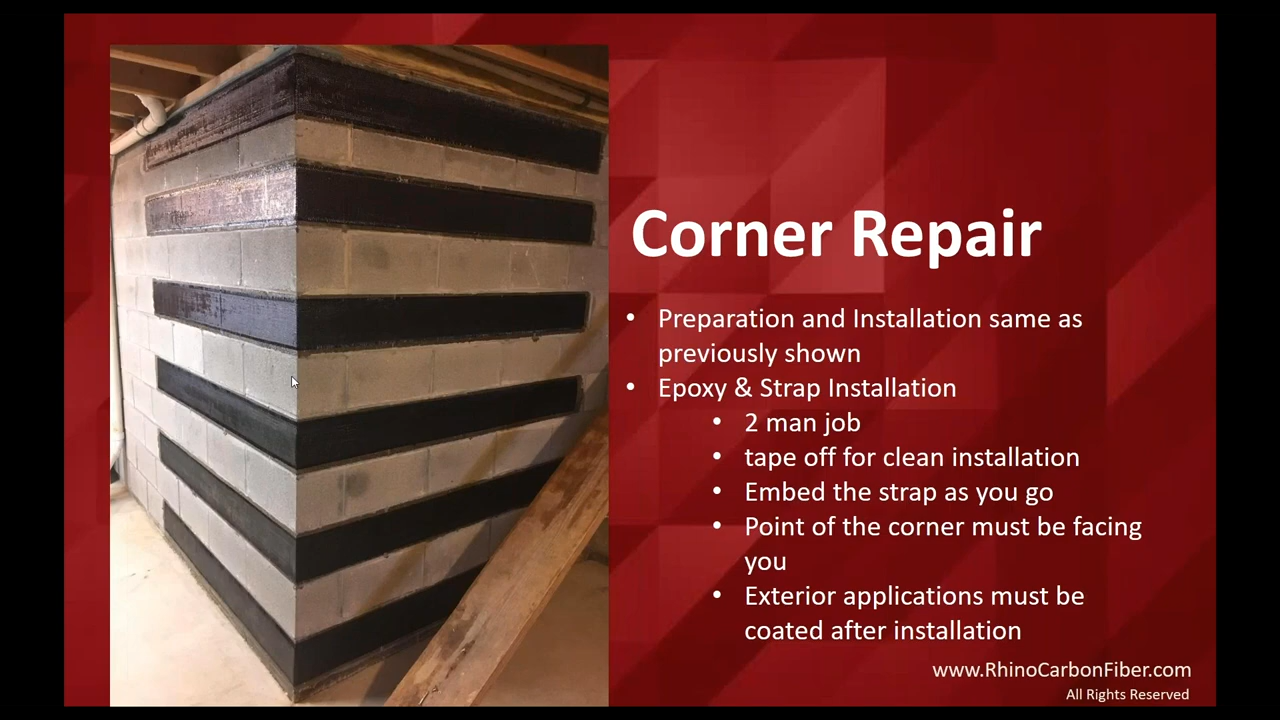 Corner Repair
• Preparation and Installation same as
previously shown
• Epoxy & Strap Installation
• 2 man job
• tape off for clean installation
• Embed the strap as you go
• Point of the corner must be facing
you
• Exterior applications must be
coated after installation
www.RhinoCarbonFiber.com
All Rights Reserved